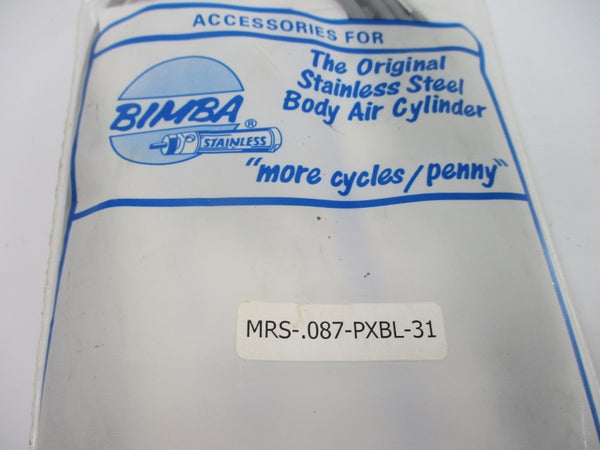 ACCESSORIES FOR
BIMBA®
STAINLESS
The Original
Stainless Steel
Body Air Cylinder
"more cycles/penny"
MRS-.087-PXBL-31